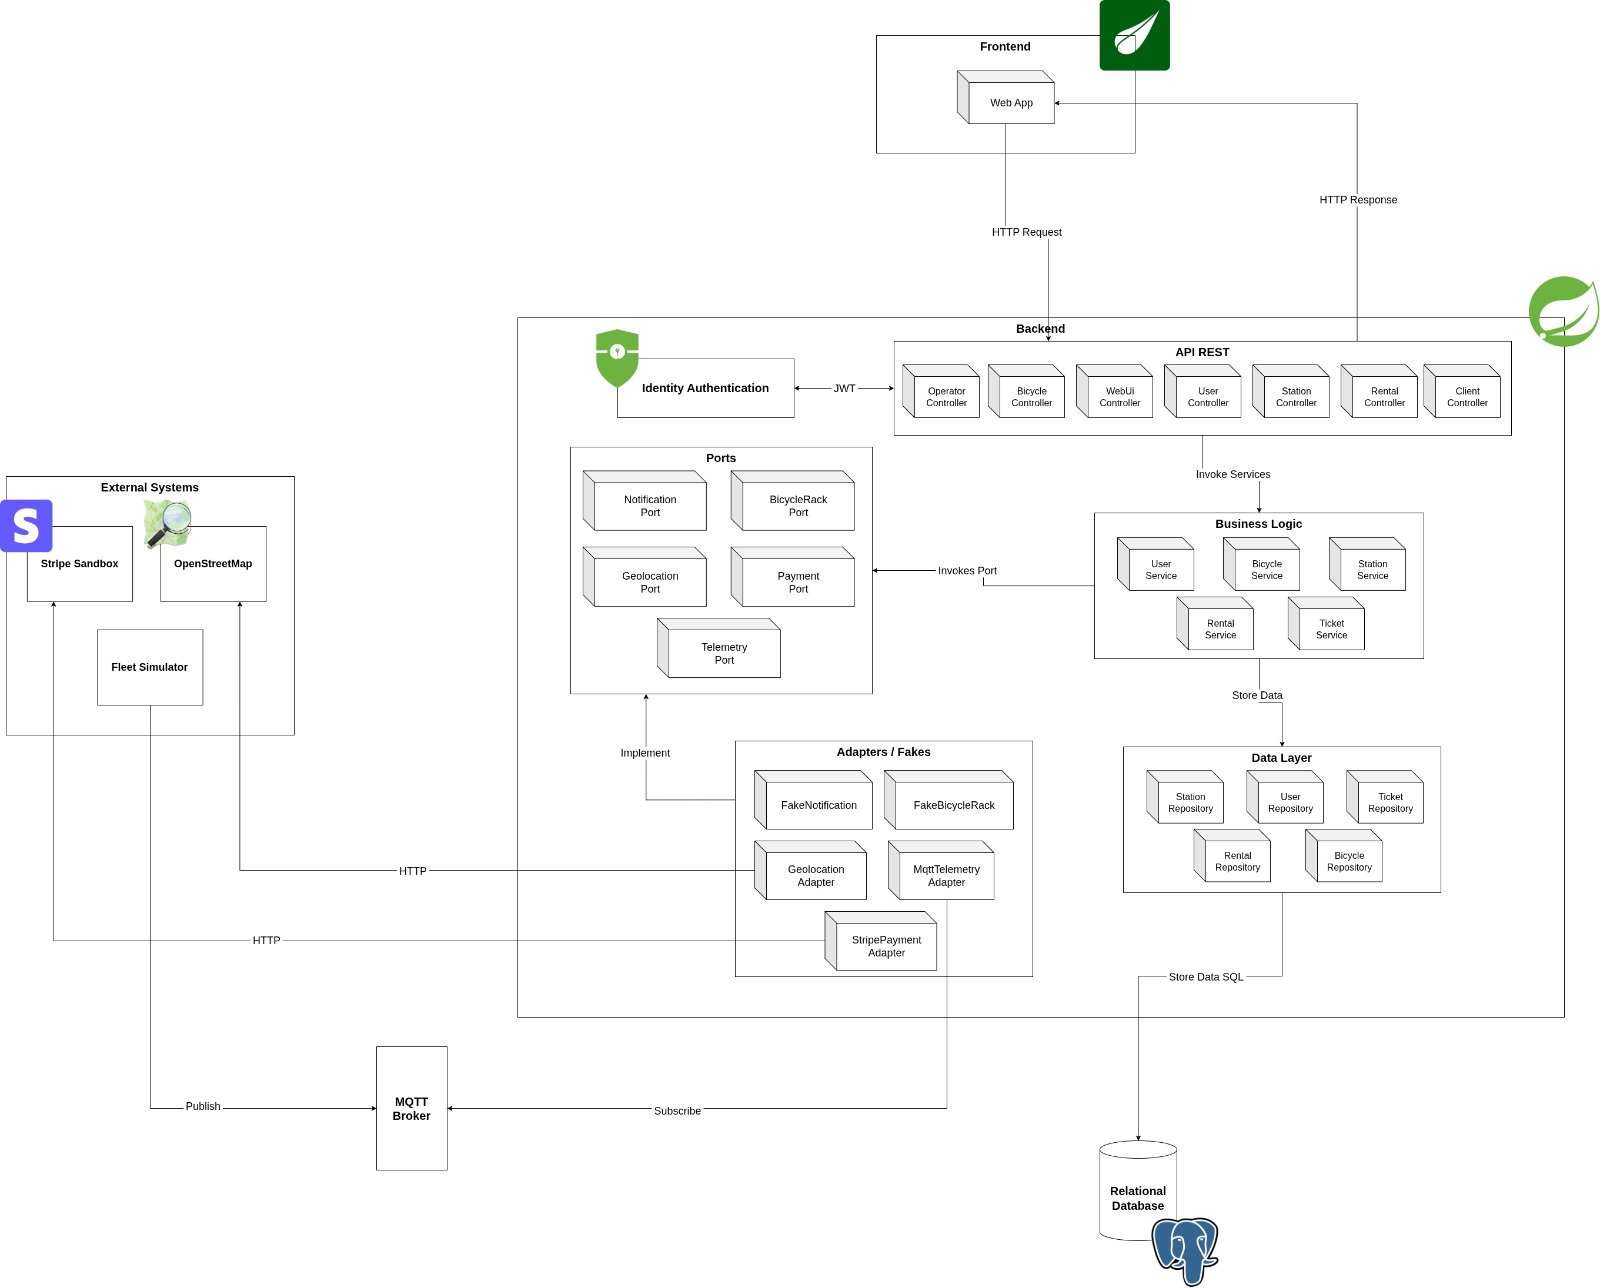 Frontend
Web App
HTTP Response
HTTP Request
Backend
API REST
Operator
Controller
Bicycle
Controller
WebUi
Controller
User
Controller
Station
Controller
Rental
Controller
Client
Controller
Identity Authentication
JWT
Invoke Services
Ports
Notification
Port
BicycleRack
Port
Geolocation
Port
Payment
Port
Telemetry
Port
Invokes Port
Business Logic
User
Service
Bicycle
Service
Station
Service
Rental
Service
Ticket
Service
External Systems
S
Stripe Sandbox
OpenStreetMap
Fleet Simulator
Store Data
Implement
Adapters / Fakes
FakeNotification
FakeBicycleRack
Geolocation
Adapter
MqttTelemetry
Adapter
StripePayment
Adapter
Data Layer
Station
Repository
User
Repository
Ticket
Repository
Rental
Repository
Bicycle
Repository
HTTP
HTTP
Store Data SQL
Publish
MQTT
Broker
Subscribe
Relational
Database